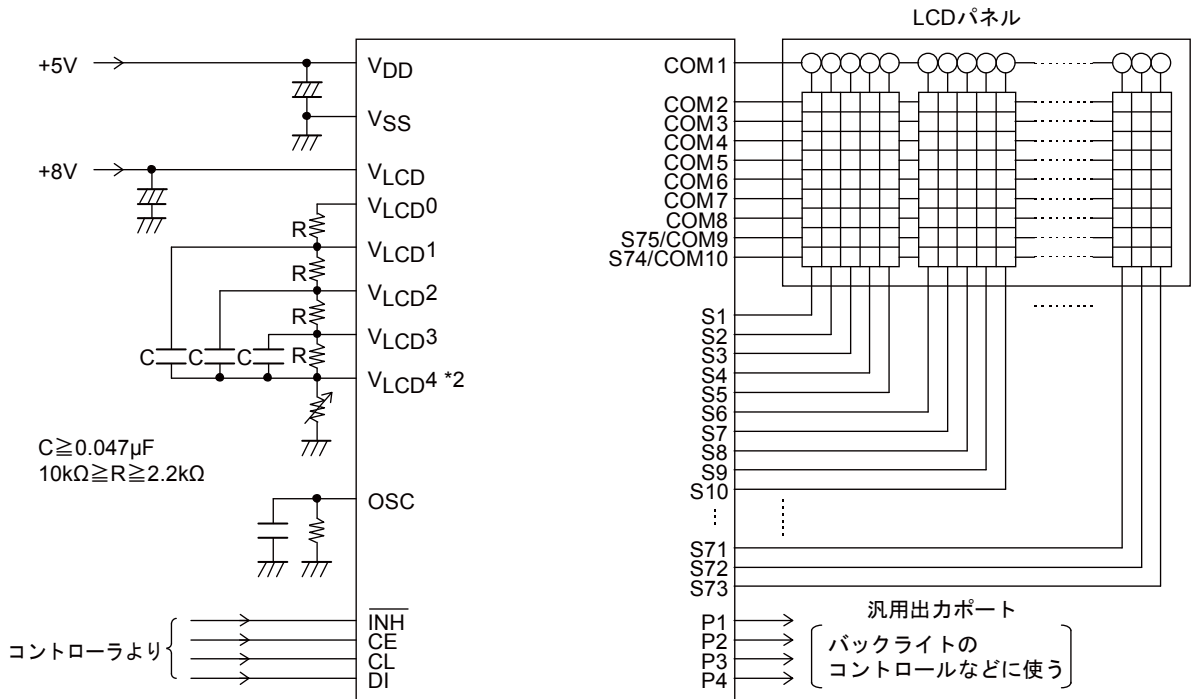 LCDパネル
+5V
VDD
VSS
+8V
VLCD
VLCD0
R
VLCD1
R
VLCD2
R
VLCD3
C
C
C
R
VLCD4 *2
C≧0.047μF
10kΩ≧R≧2.2kΩ
OSC
コントローラより
INH
CE
CL
DI
COM1
COM2
COM3
COM4
COM5
COM6
COM7
COM8
S75/COM9
S74/COM10
S1
S2
S3
S4
S5
S6
S7
S8
S9
S10
S71
S72
S73
P1
P2
P3
P4
汎用出力ポート
バックライトの
コントロールなどに使う